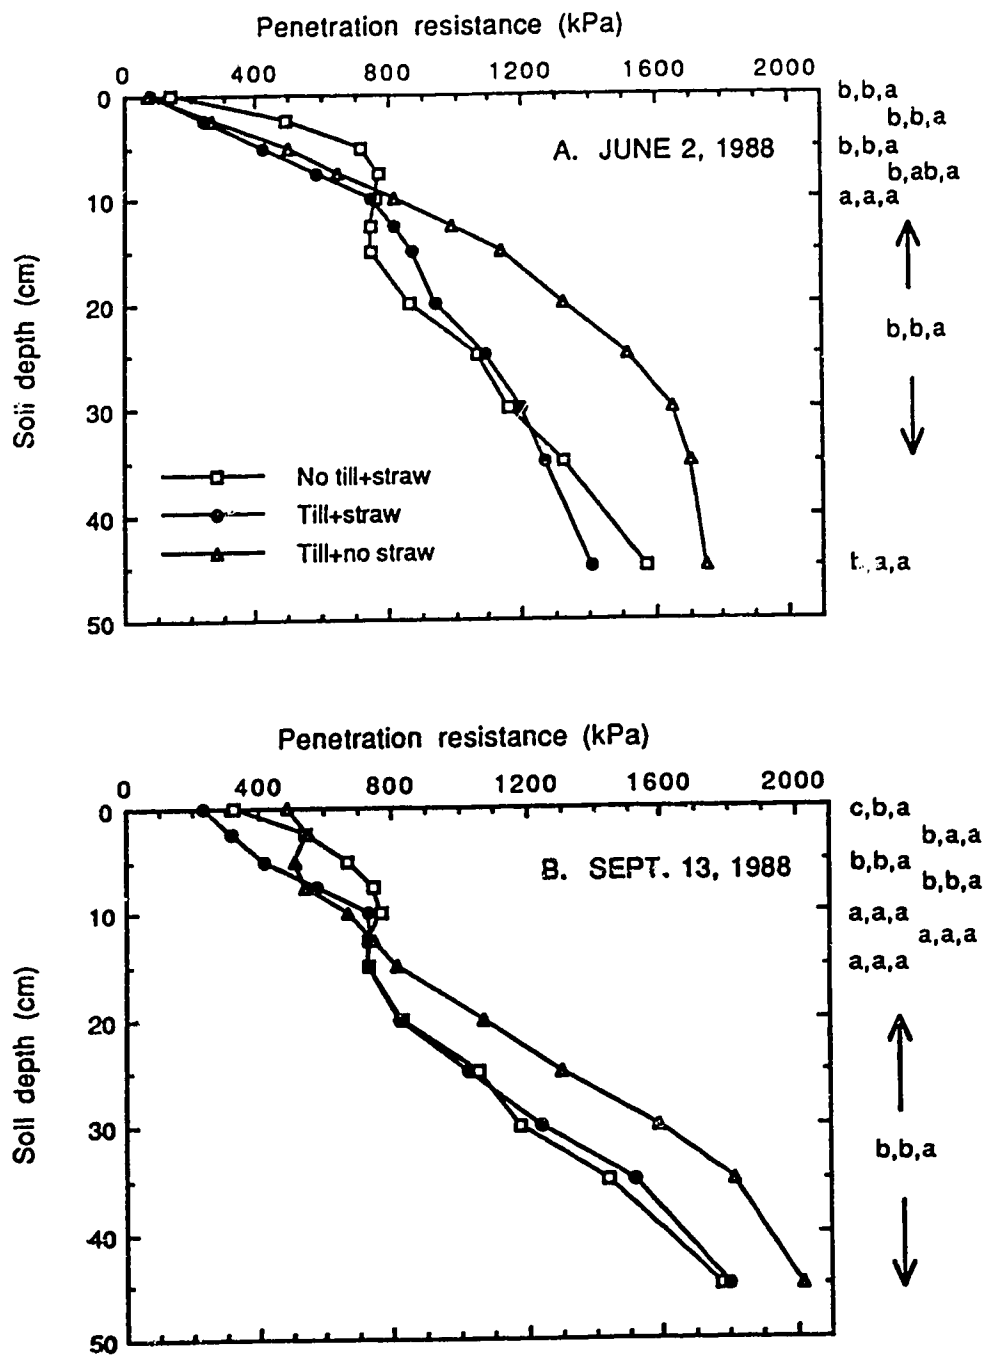 Penetration resistance (kPa)
0 400 800 1200 1600 2000
0 b,b,a
b,b,a
A. JUNE 2, 1988 b,b,a
b,ab,a
10 a,a,a
Soil depth (cm)
20
b,b,a
30
No till+straw
40 Till+straw
Till+no straw
,a,a
50
Penetration resistance (kPa)
0 400 800 1200 1600 2000
0 c,b,a
b,a,a
B. SEPT. 13, 1988 b,b,a
b,b,a
10 a,a,a
a,a,a
a,a,a
Soil depth (cm)
20
30
b,b,a
40
50